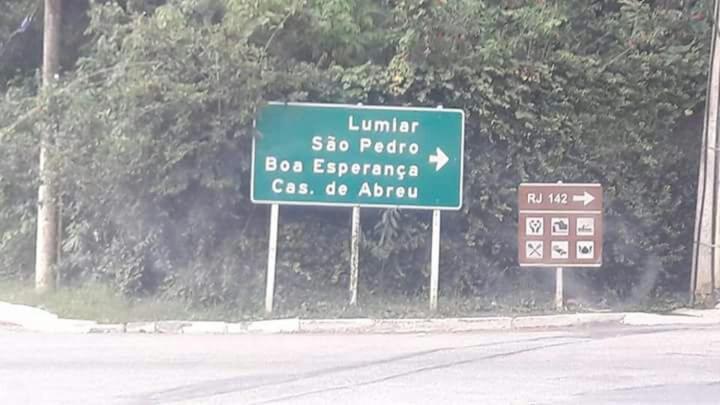 Lumiar
São Pedro
Boa Esperança
Cas. de Abreu
RJ 142